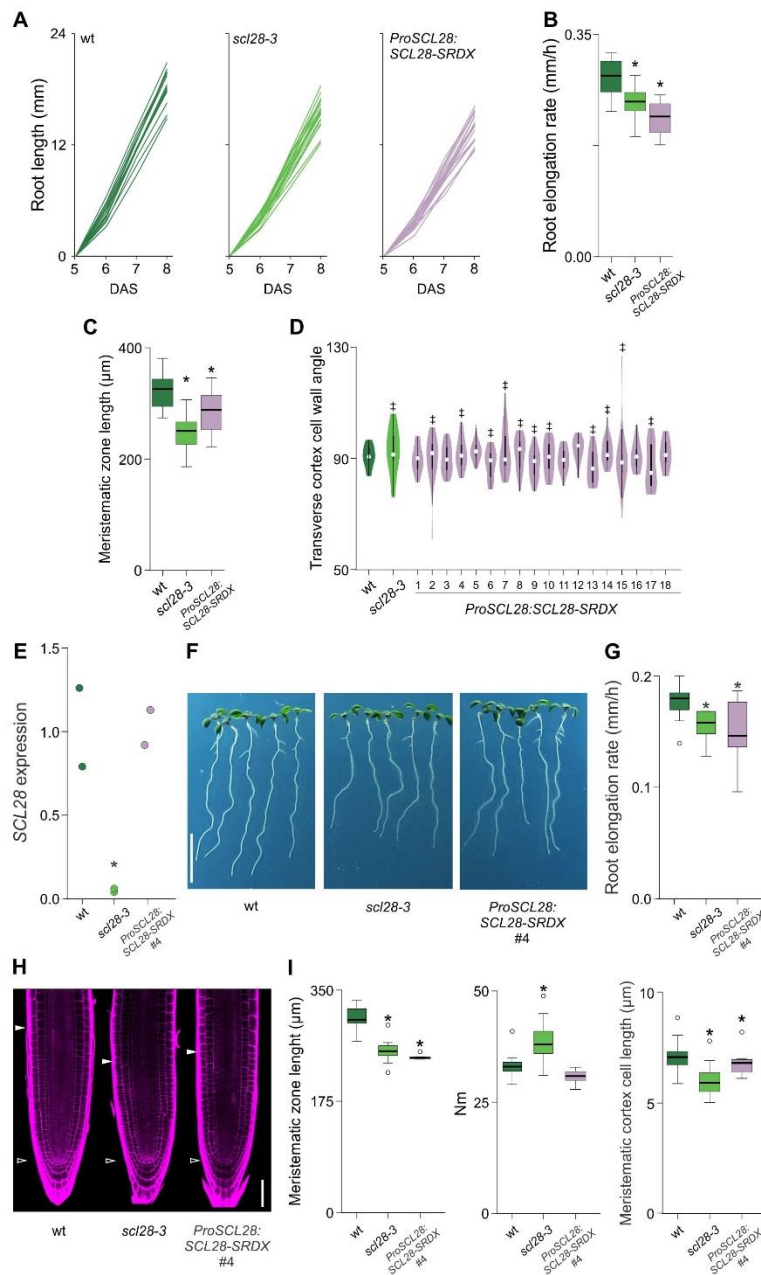 A
wt
scl28-3
ProSCL28:
SCL28-SRDX
Root length (mm)
24
12
0
5 6 7 8
DAS
5 6 7 8
DAS
5 6 7 8
DAS
B
Root elongation rate (mm/h)
0.35
0.00
* *
wt
scl28-3
ProSCL28:
SCL28-SRDX
C
Meristematic zone length (µm)
400
200
0
* *
wt
scl28-3
ProSCL28:
SCL28-SRDX
D
Transverse cortex cell wall angle
130
90
50
‡ ‡ ‡ ‡ ‡ ‡ ‡ ‡ ‡ ‡ ‡ ‡
wt
scl28-3
1 2 3 4 5 6 7 8 9 10 11 12 13 14 15 16 17 18
ProSCL28:SCL28-SRDX
E
SCL28 expression
1.5
1.0
0.5
0.0
*
wt
scl28-3
ProSCL28:
SCL28-SRDX
#4
F
wt
scl28-3
ProSCL28:
SCL28-SRDX
#4
G
Root elongation rate (mm/h)
0.2
0.1
0.0
* *
wt
scl28-3
ProSCL28:
SCL28-SRDX
#4
H
wt
scl28-3
ProSCL28:
SCL28-SRDX
#4
I
Meristematic zone lenght (µm)
350
175
0
* *
wt
scl28-3
ProSCL28:
SCL28-SRDX
#4
Nm
50
25
0
*
wt
scl28-3
ProSCL28:
SCL28-SRDX
#4
Meristematic cortex cell length (µm)
10
5
0
* *
wt
scl28-3
ProSCL28:
SCL28-SRDX
#4